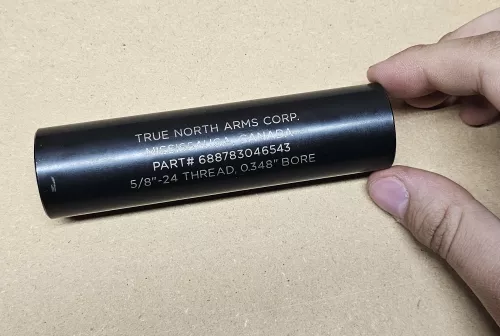 TRUE NORTH ARMS CORP.
MISSISSAUGA, CANADA
PART# 688783046543
5/8"-24 THREAD, 0.348" BORE